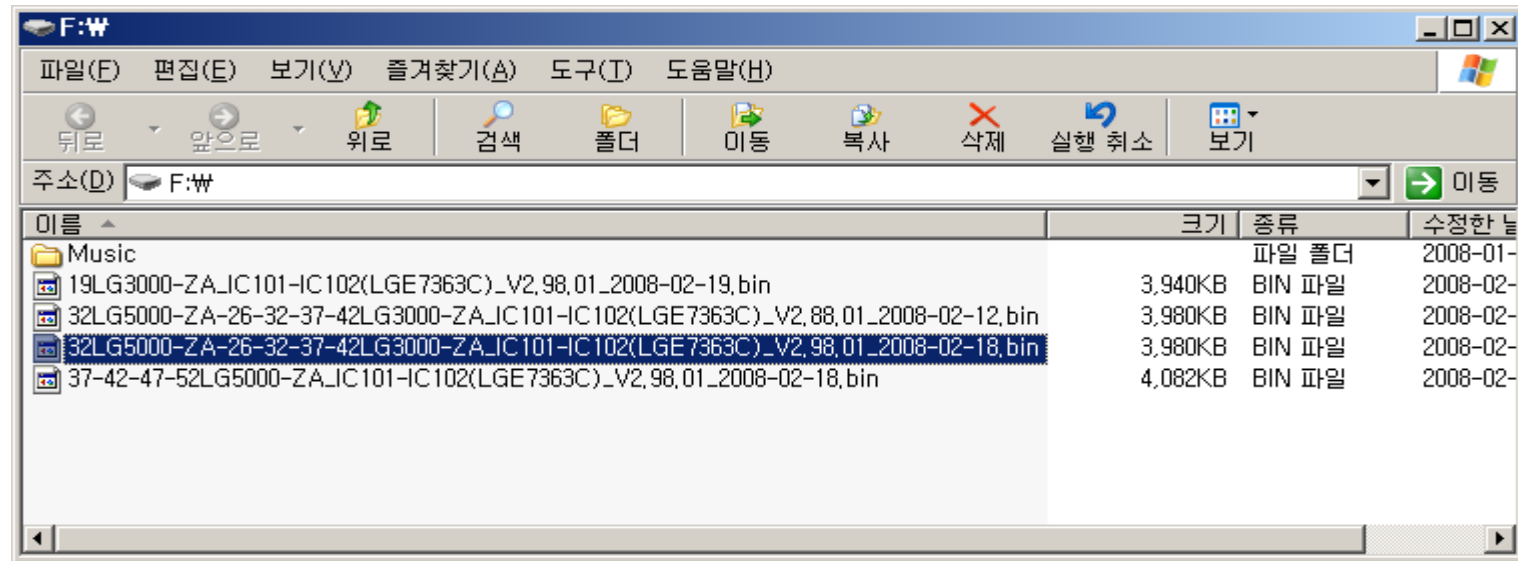 F:₩
파일(F) 편집(E) 보기(V) 즐겨찾기(A) 도구(T) 도움말(H)
뒤로 앞으로 위로 검색 폴더 이동 복사 삭제 실행 취소 보기
주소(D) F:₩ 이동
이름 크기 종류 수정한 날
Music 파일 폴더 2008-01-
19LG3000-ZA_IC101-IC102(LGE7363C)_V2,98,01_2008-02-19,bin 3,940KB BIN 파일 2008-02-
32LG5000-ZA-26-32-37-42LG3000-ZA_IC101-IC102(LGE7363C)_V2,88,01_2008-02-12,bin 3,980KB BIN 파일 2008-02-
32LG5000-ZA-26-32-37-42LG3000-ZA_IC101-IC102(LGE7363C)_V2,98,01_2008-02-18,bin 3,980KB BIN 파일 2008-02-
37-42-47-52LG5000-ZA_IC101-IC102(LGE7363C)_V2,98,01_2008-02-18,bin 4,082KB BIN 파일 2008-02-